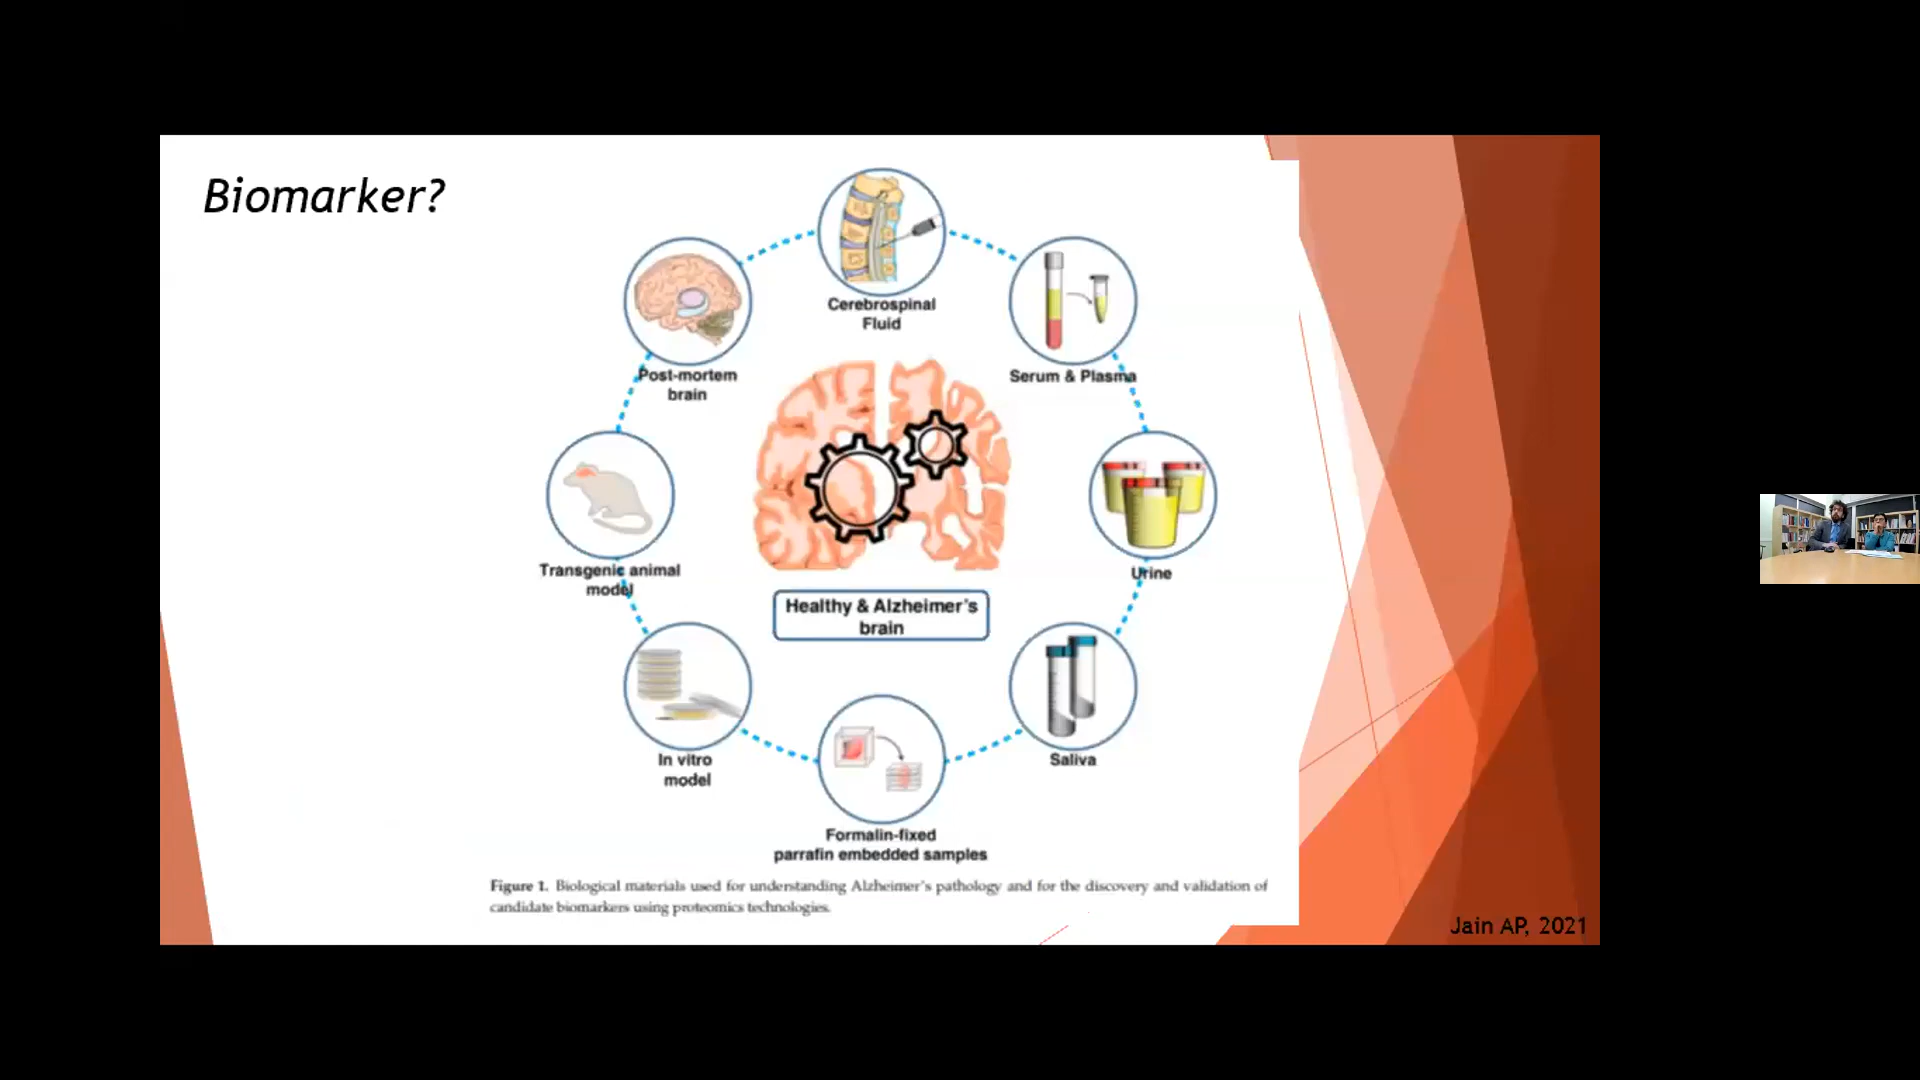 Biomarker?
Cerebrospinal
Fluid
Post-mortem
brain
Serum & Plasma
Transgenic animal
model
Urine
Healthy & Alzheimer's
brain
In vitro
model
Saliva
Formalin-fixed
parrafin embedded samples
Figure 1. Biological materials used for understanding Alzheimer's pathology and for the discovery and validation of
candidate biomarkers using proteomics technologies.
Jain AP, 2021